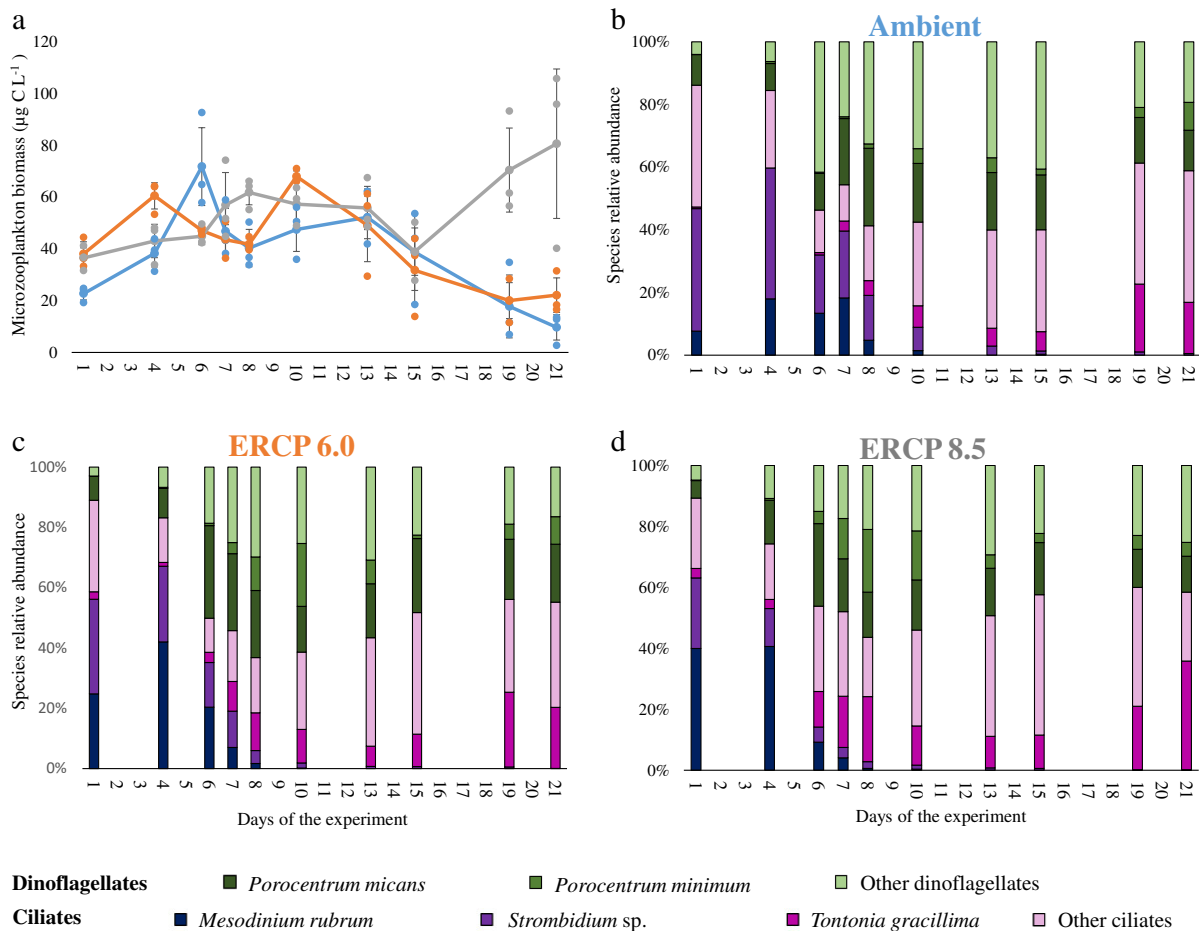 a
Microzooplankton biomass (µg C L-1)
120
100
80
60
40
20
0
1 2 3 4 5 6 7 8 9 10 12 13 14 15 16 17 18 19 20 21
b
Ambient
Species relative abundance
100%
80%
60%
40%
20%
0%
1 2 3 4 5 6 7 8 9 10 12 13 14 15 16 17 18 19 20 21
c
ERCP 6.0
Species relative abundance
100%
80%
60%
40%
20%
0%
1 2 3 4 5 6 7 8 9 10 12 13 14 15 16 17 18 19 20 21
Days of the experiment
d
ERCP 8.5
100%
80%
60%
40%
20%
0%
1 2 3 4 5 6 7 8 9 10 12 13 14 15 16 17 18 19 20 21
Days of the experiment
Dinoflagellates Porocentrum micans Porocentrum minimum Other dinoflagellates
Ciliates Mesodinium rubrum Strombidium sp. Tontonia gracillima Other ciliates